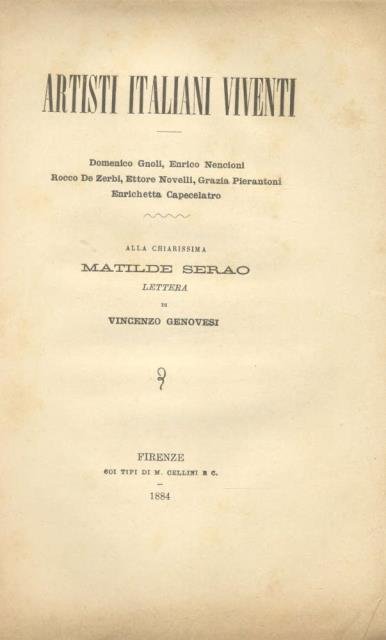 ARTISTI ITALIANI VIVENTI
Domenico Gnoli, Enrico Nencioni
Rocco De Zerbi, Ettore Novelli, Grazia Pierantoni
Enrichetta Capecelatro
ALLA CHIARISSIMA
MATILDE SERAO
LETTERA
DI
VINCENZO GENOVESI
FIRENZE
COI TIPI DI M. CELLINI E C.
1884